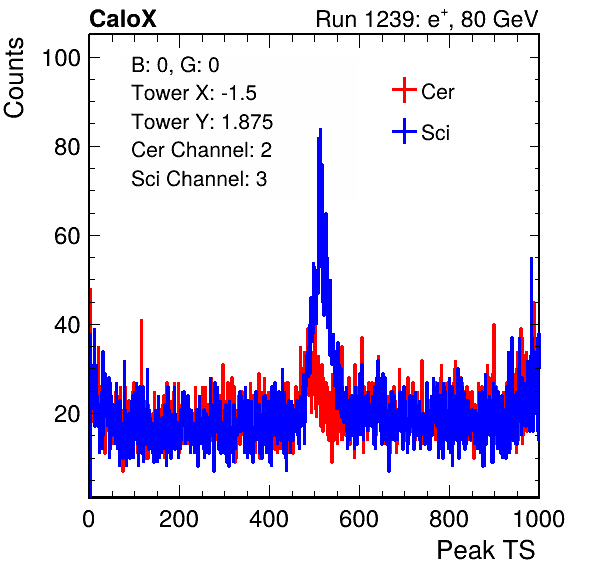 CaloX Run 1239: e⁺, 80 GeV
Counts
100
80
60
40
20
B: 0, G: 0
Tower X: -1.5
Tower Y: 1.875
Cer Channel: 2
Sci Channel: 3
Cer
Sci
0 200 400 600 800 1000
Peak TS